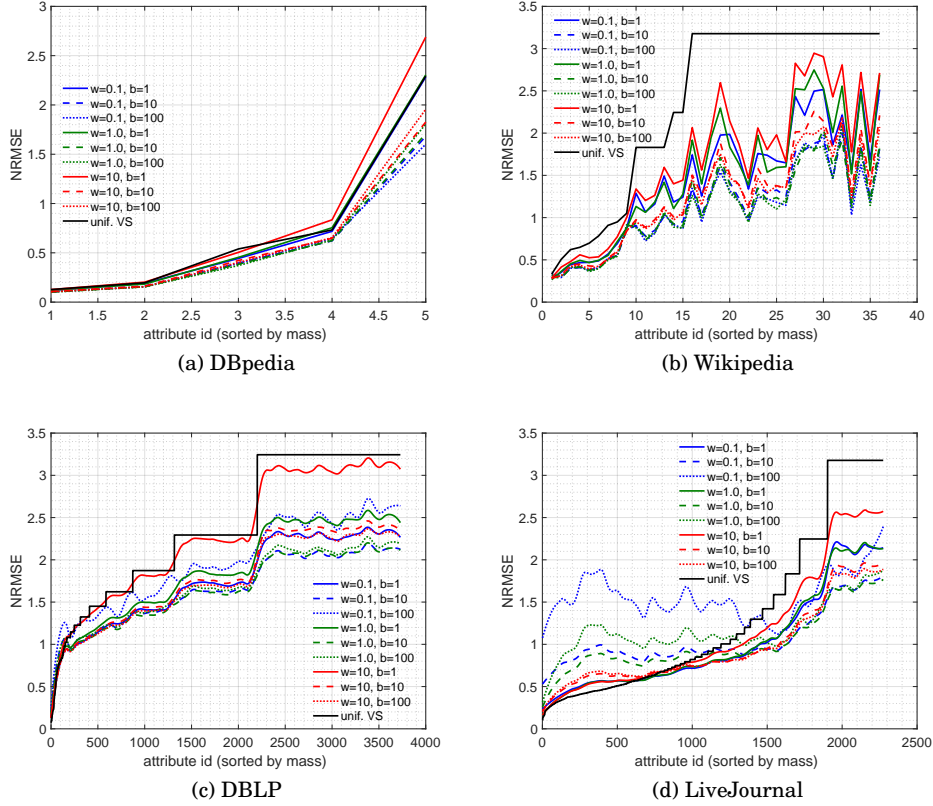 3
2.5
2
1.5
1
0.5
0
NRMSE
w=0.1, b=1
w=0.1, b=10
w=0.1, b=100
w=1.0, b=1
w=1.0, b=10
w=1.0, b=100
w=10, b=1
w=10, b=10
w=10, b=100
unif. VS
1 1.5 2 2.5 3 3.5 4 4.5 5
attribute id (sorted by mass)
(a) DBpedia
3.5
3
2.5
2
1.5
1
0.5
0
NRMSE
w=0.1, b=1
w=0.1, b=10
w=0.1, b=100
w=1.0, b=1
w=1.0, b=10
w=1.0, b=100
w=10, b=1
w=10, b=10
w=10, b=100
unif. VS
0 5 10 15 20 25 30 35 40
attribute id (sorted by mass)
(b) Wikipedia
3.5
3
2.5
2
1.5
1
0.5
0
NRMSE
w=0.1, b=1
w=0.1, b=10
w=0.1, b=100
w=1.0, b=1
w=1.0, b=10
w=1.0, b=100
w=10, b=1
w=10, b=10
w=10, b=100
unif. VS
0 500 1000 1500 2000 2500 3000 3500 4000
attribute id (sorted by mass)
(c) DBLP
3.5
3
2.5
2
1.5
1
0.5
0
NRMSE
w=0.1, b=1
w=0.1, b=10
w=0.1, b=100
w=1.0, b=1
w=1.0, b=10
w=1.0, b=100
w=10, b=1
w=10, b=10
w=10, b=100
unif. VS
0 500 1000 1500 2000 2500
attribute id (sorted by mass)
(d) LiveJournal